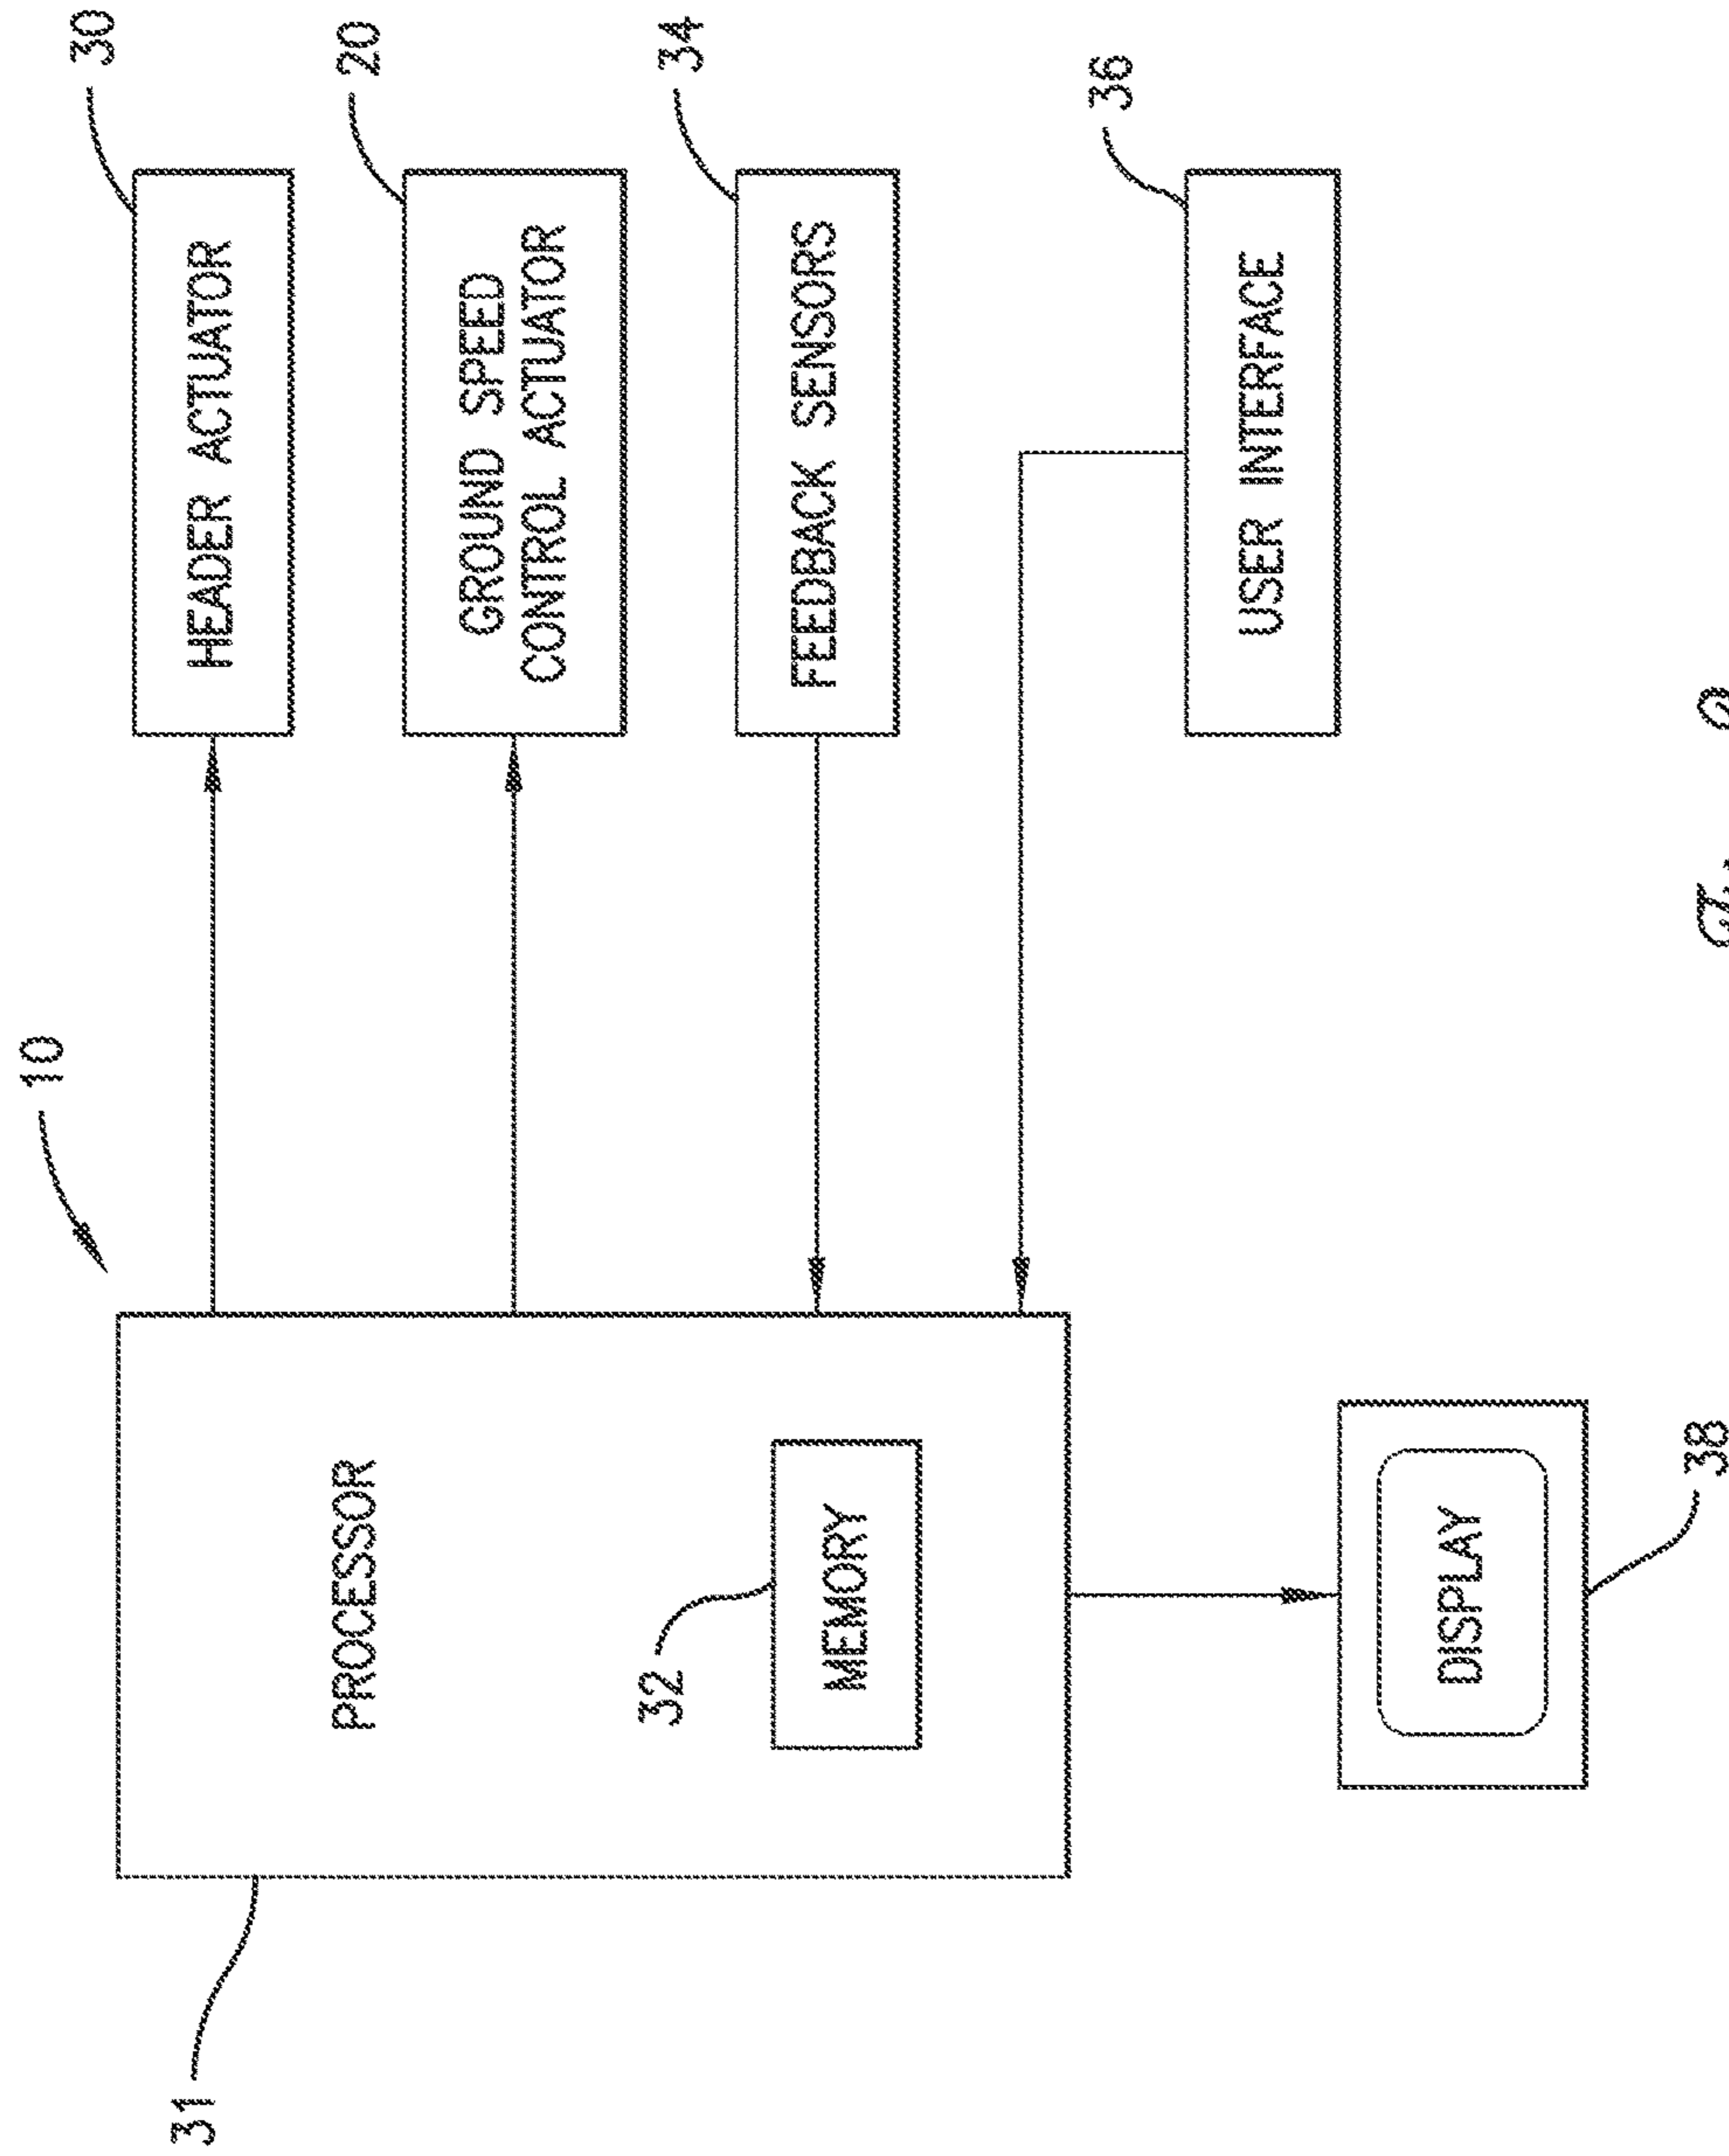 10
31
PROCESSOR
32
MEMORY
30
HEADER ACTUATOR
20
GROUND SPEED
CONTROL ACTUATOR
34
FEEDBACK SENSORS
36
USER INTERFACE
DISPLAY
38